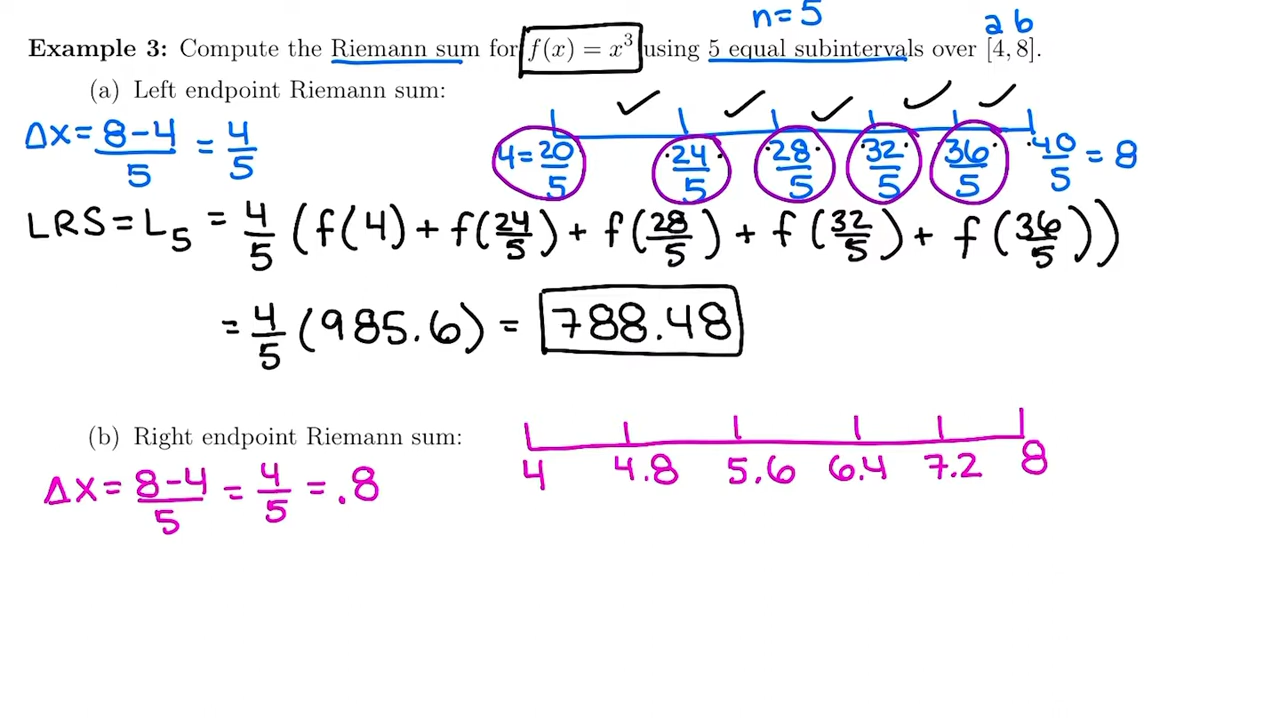 n=5
a b
Example 3: Compute the Riemann sum for f(x) = x³ using 5 equal subintervals over [4, 8].
(a) Left endpoint Riemann sum:
Δx = 8-4/5 = 4/5
4 = 20/5 24/5 28/5 32/5 36/5 40/5 = 8
LRS = L₅ = 4/5 (f(4) + f(24/5) + f(28/5) + f(32/5) + f(36/5))
= 4/5 (985.6) = 788.48
(b) Right endpoint Riemann sum:
4 4.8 5.6 6.4 7.2 8
Δx = 8-4/5 = 4/5 = .8